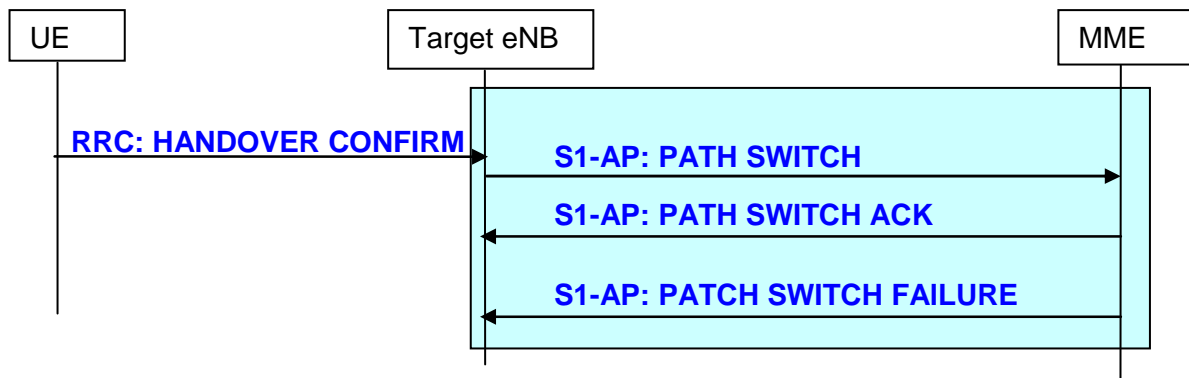 UE
Target eNB
MME
RRC: HANDOVER CONFIRM
S1-AP: PATH SWITCH
S1-AP: PATH SWITCH ACK
S1-AP: PATCH SWITCH FAILURE